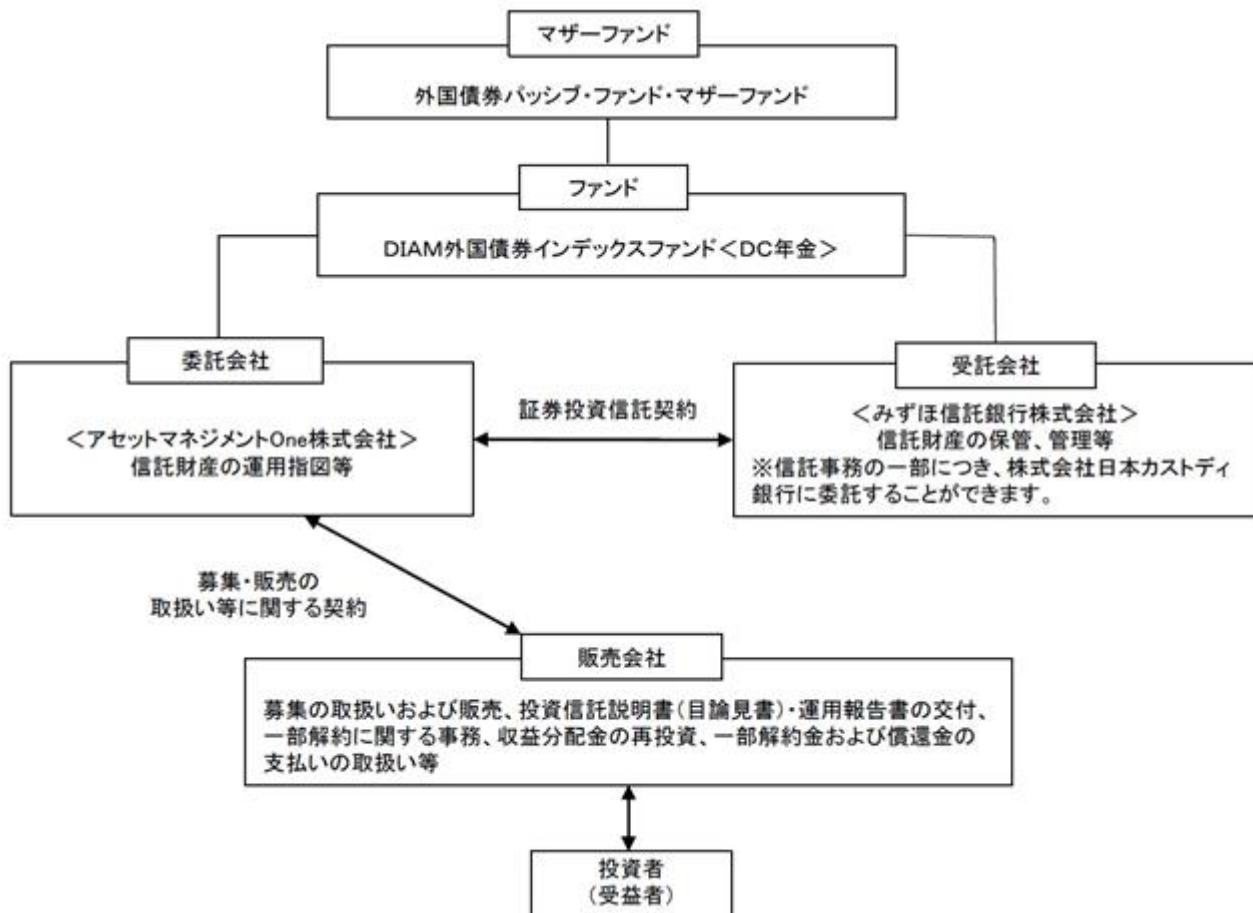 マザーファンド
外国債券パッシブ・ファンド・マザーファンド
ファンド
DIAM外国債券インデックスファンド＜DC年金＞
委託会社
＜アセットマネジメントOne株式会社＞
信託財産の運用指図等
証券投資信託契約
受託会社
＜みずほ信託銀行株式会社＞
信託財産の保管、管理等
※信託事務の一部につき、株式会社日本カストディ
銀行に委託することができます。
募集・販売の
取扱い等に関する契約
販売会社
募集の取扱いおよび販売、投資信託説明書（目論見書）・運用報告書の交付、
一部解約に関する事務、収益分配金の再投資、一部解約金および償還金の
支払いの取扱い等
投資者
（受益者）